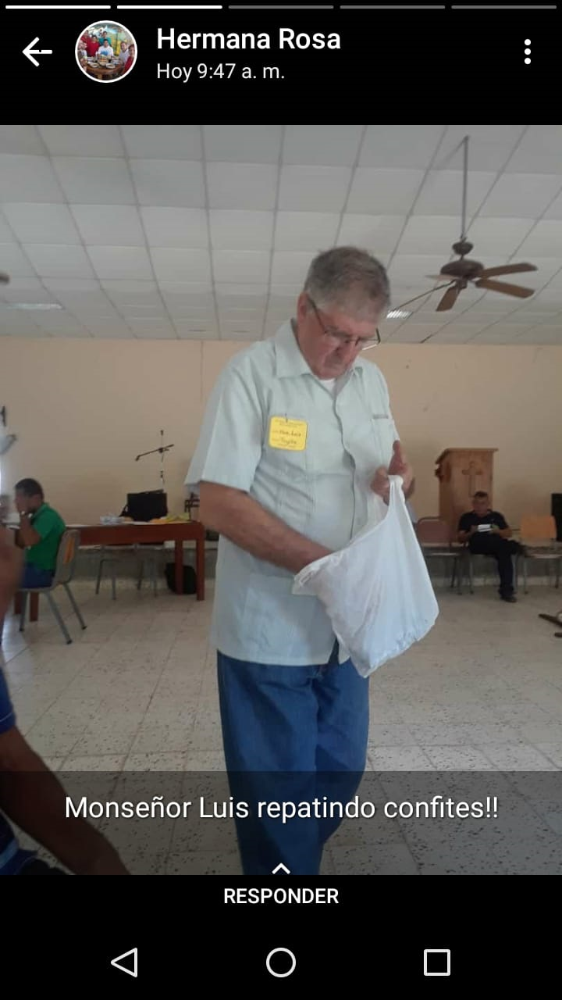 Hermana Rosa
Hoy 9:47 a. m.
Monseñor Luis repatindo confites!!
RESPONDER